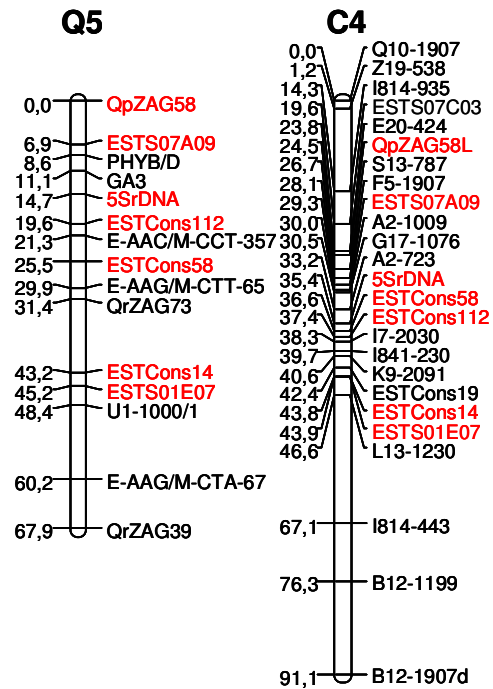 Q5
0,0 QpZAG58
6,9 ESTS07A09
8,6 PHYB/D
11,1 GA3
14,7 5SrDNA
19,6 ESTCons112
21,3 E-AAC/M-CCT-357
25,5 ESTCons58
29,9 E-AAG/M-CTT-65
31,4 QrZAG73
43,2 ESTCons14
45,2 ESTS01E07
48,4 U1-1000/1
60,2 E-AAG/M-CTA-67
67,9 QrZAG39
C4
0,0 Q10-1907
1,2 Z19-538
14,3 I814-935
19,6 ESTS07C03
23,8 E20-424
24,5 QpZAG58L
26,7 S13-787
28,1 F5-1907
29,3 ESTS07A09
30,0 A2-1009
30,5 G17-1076
33,2 A2-723
35,4 5SrDNA
36,6 ESTCons58
37,4 ESTCons112
38,3 I7-2030
39,7 I841-230
40,6 K9-2091
42,4 ESTCons19
43,8 ESTCons14
43,9 ESTS01E07
46,6 L13-1230
67,1 I814-443
76,3 B12-1199
91,1 B12-1907d